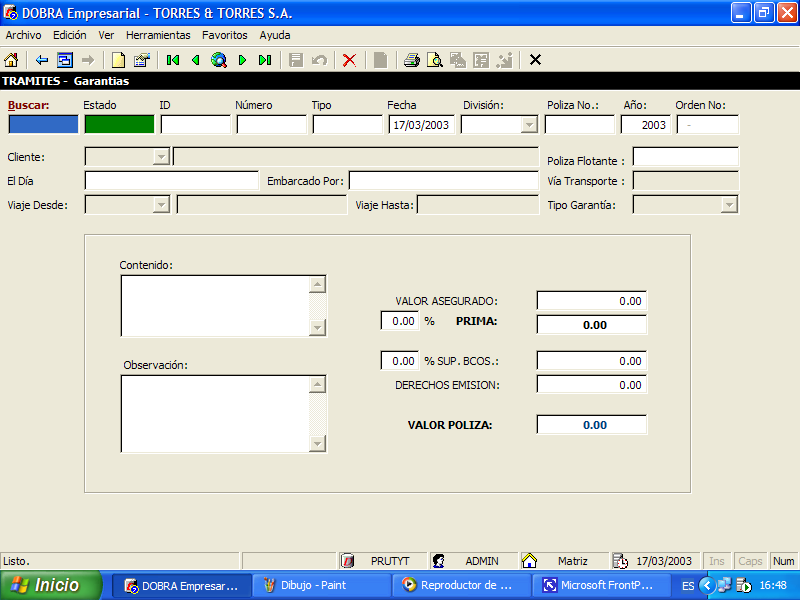 DOBRA Empresarial - TORRES & TORRES S.A.
Archivo Edición Ver Herramientas Favoritos Ayuda
TRAMITES - Garantias
Buscar: Estado ID Número Tipo Fecha División: Poliza No.: Año: Orden No:
17/03/2003 2003 -
Cliente: Poliza Flotante :
El Día Embarcado Por: Vía Transporte :
Viaje Desde: Viaje Hasta: Tipo Garantía:
Contenido:
VALOR ASEGURADO: 0.00
0.00 % PRIMA: 0.00
Observación: 0.00 % SUP. BCOS.: 0.00
DERECHOS EMISION: 0.00
VALOR POLIZA: 0.00
Listo. PRUTYT ADMIN Matriz 17/03/2003 Ins Caps Num
Inicio DOBRA Empresar... Dibujo - Paint Reproductor de ... Microsoft FrontP... ES 16:48